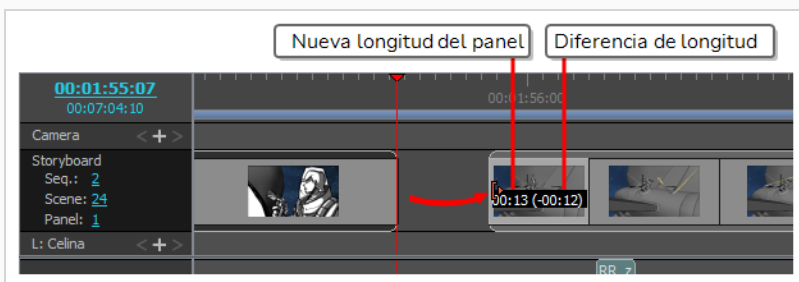 Nueva longitud del panel
Diferencia de longitud
00:01:55:07
00:07:04:10
00:01:56:00
Camera < + >
Storyboard
Seq.: 2
Scene: 24
Panel: 1
00:13 (-00:12)
L: Celina < + >
RR_z